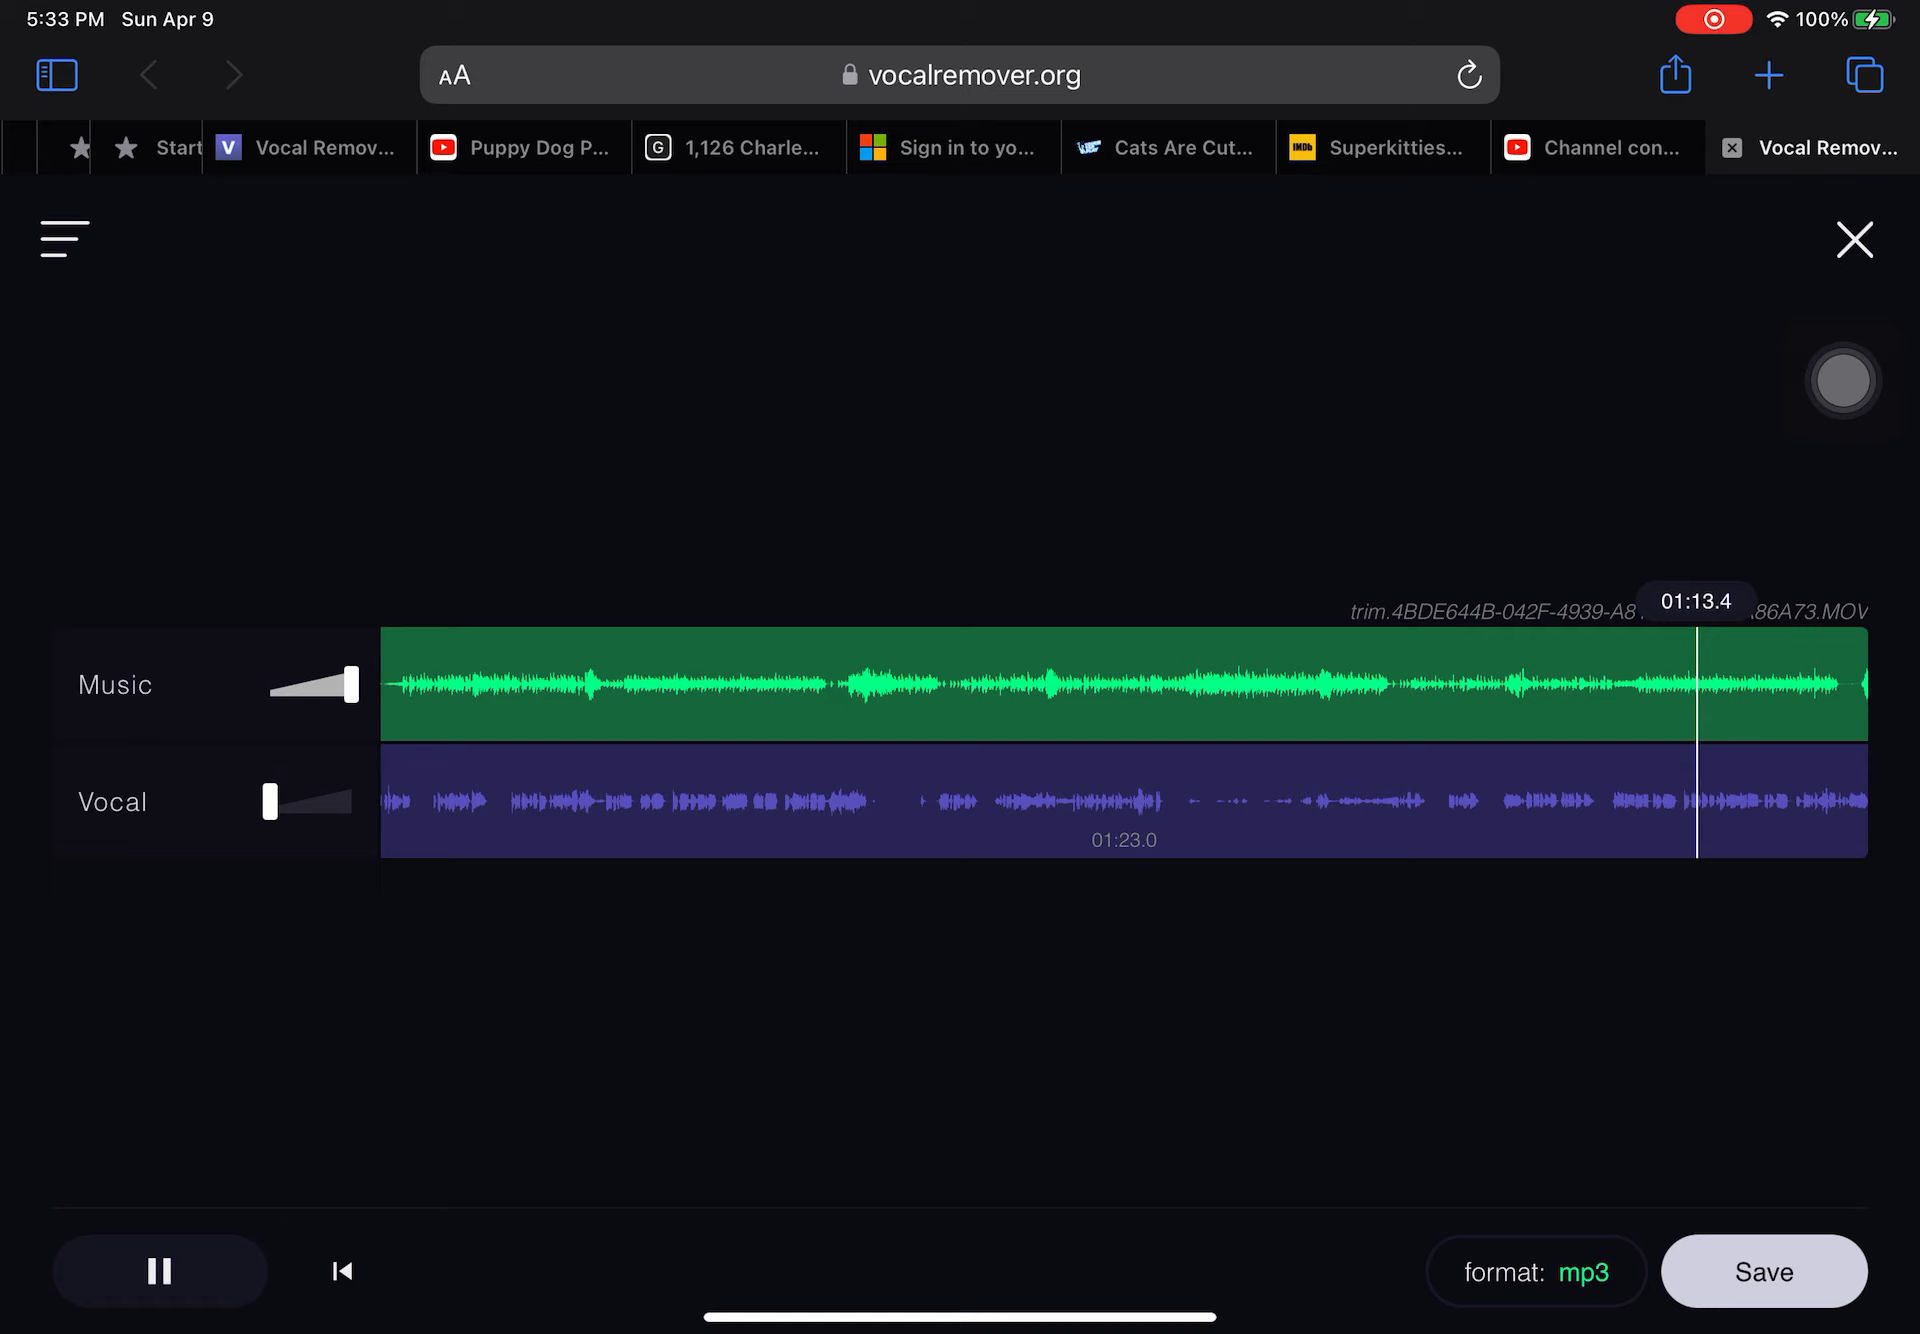 5:33 PM Sun Apr 9
100%
AA vocalremover.org
Start V Vocal Remov... Puppy Dog P... G 1,126 Charle... Sign in to yo... Cats Are Cut... IMDb Superkitties... Channel con... Vocal Remov...
trim.4BDE644B-042F-4939-A8 01:13.4 86A73.MOV
Music
Vocal
01:23.0
format: mp3 Save